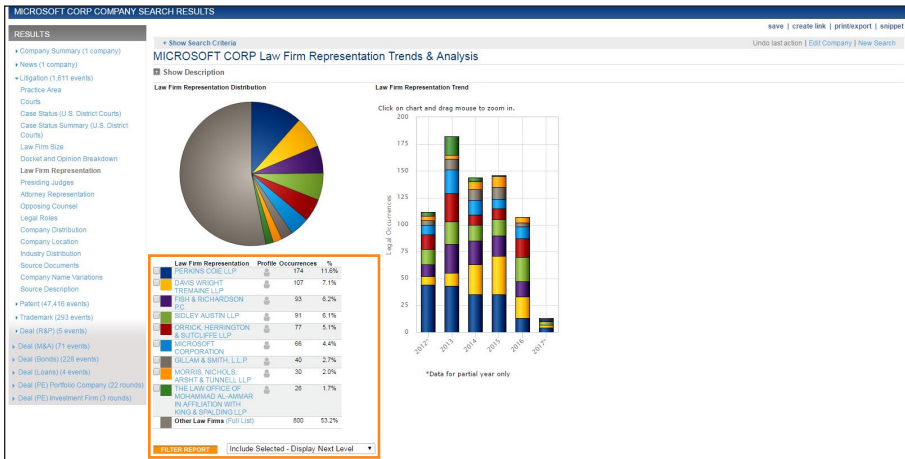 MICROSOFT CORP COMPANY SEARCH RESULTS
save | create link | print/export | snippet
RESULTS
+ Show Search Criteria
Undo last action | Edit Company | New Search
Company Summary (1 company)
News (1 company)
Litigation (1,611 events)
Practice Area
Courts
Case Status (U.S. District Courts)
Case Status Summary (U.S. District
Courts)
Law Firm Size
Docket and Opinion Breakdown
Law Firm Representation
Presiding Judges
Attorney Representation
Opposing Counsel
Legal Roles
Company Distribution
Company Location
Industry Distribution
Source Documents
Company Name Variations
Source Description
Patent (47,416 events)
Trademark (293 events)
Deal (R&P) (5 events)
Deal (M&A) (71 events)
Deal (Bonds) (228 events)
Deal (Loans) (4 events)
Deal (PE) Portfolio Company (22 rounds)
Deal (PE) Investment Firm (3 rounds)
MICROSOFT CORP Law Firm Representation Trends & Analysis
+ Show Description
Law Firm Representation Distribution
Law Firm Representation Trend
Click on chart and drag mouse to zoom in.
200
175
150
125
100
75
50
25
0
Legal Occurrences
2012* 2013 2014 2015 2016 2017*
*Data for partial year only
Law Firm Representation Profile Occurrences %
PERKINS COIE LLP 174 11.6%
DAVIS WRIGHT 107 7.1%
TREMAINE LLP
FISH & RICHARDSON 93 6.2%
P.C.
SIDLEY AUSTIN LLP 91 6.1%
ORRICK, HERRINGTON 77 5.1%
& SUTCLIFFE LLP
MICROSOFT 66 4.4%
CORPORATION
GILLAM & SMITH, L.L.P. 40 2.7%
MORRIS, NICHOLS, 30 2.0%
ARSHT & TUNNELL LLP
THE LAW OFFICE OF 26 1.7%
MOHAMMAD AL-AMMAR
IN AFFILIATION WITH
KING & SPALDING LLP
Other Law Firms (Full List) 800 53.2%
FILTER REPORT Include Selected - Display Next Level